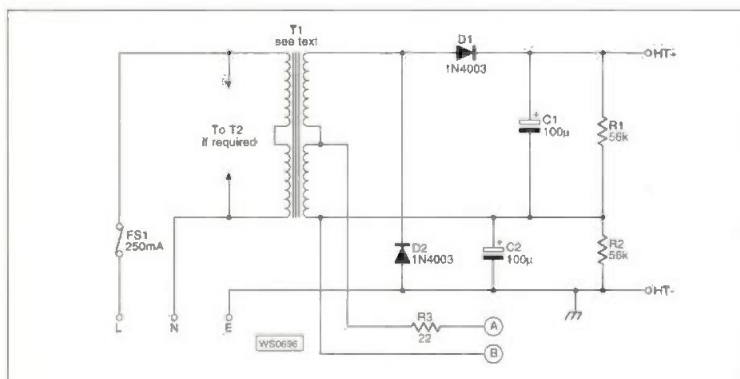 T1
see text
D1
1N4003
HT+
To T2
if required
C1
100µ
R1
56k
FS1
250mA
D2
1N4003
C2
100µ
R2
56k
HT-
R3
22
A
B
L
N
E
WS0696